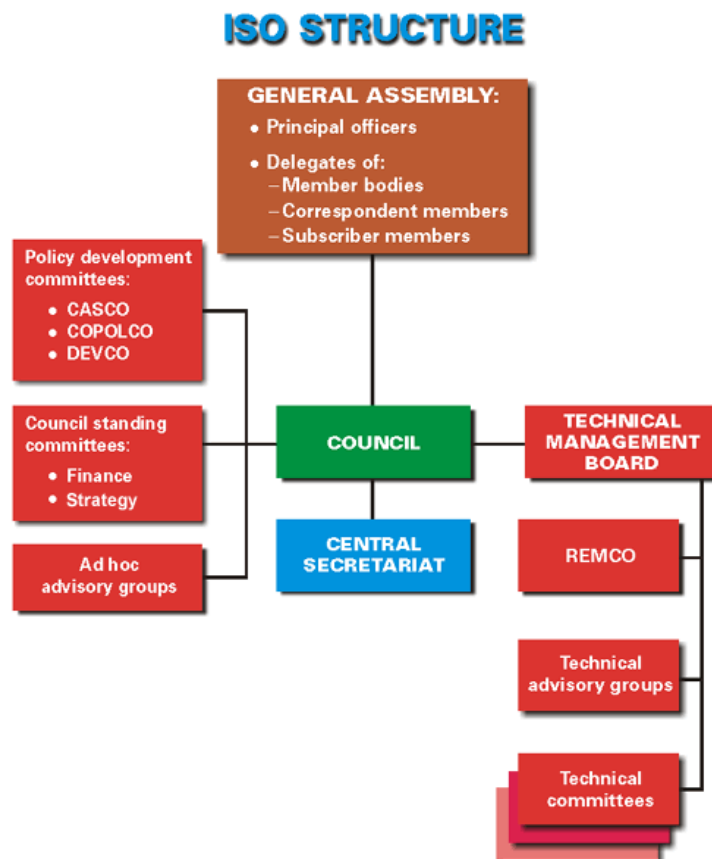 ISO STRUCTURE
GENERAL ASSEMBLY:
• Principal officers
• Delegates of:
– Member bodies
– Correspondent members
– Subscriber members
Policy development
committees:
• CASCO
• COPOLCO
• DEVCO
Council standing
committees:
• Finance
• Strategy
Ad hoc
advisory groups
COUNCIL
CENTRAL
SECRETARIAT
TECHNICAL
MANAGEMENT
BOARD
REMCO
Technical
advisory groups
Technical
committees